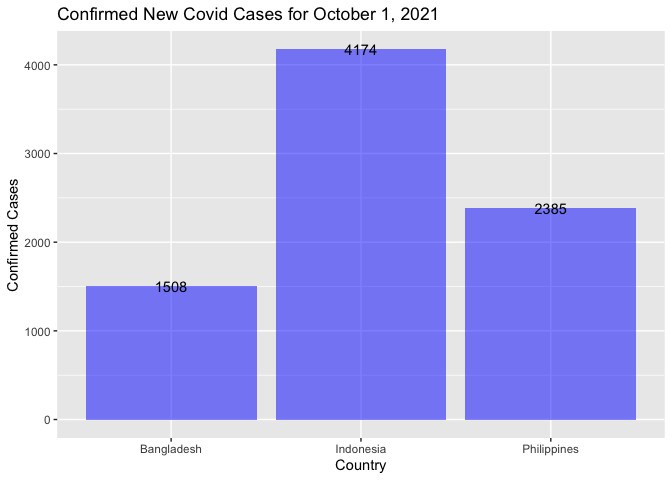 Confirmed New Covid Cases for October 1, 2021
Confirmed Cases
4000
3000
2000
1000
0
4174
2385
1508
Bangladesh
Indonesia
Philippines
Country